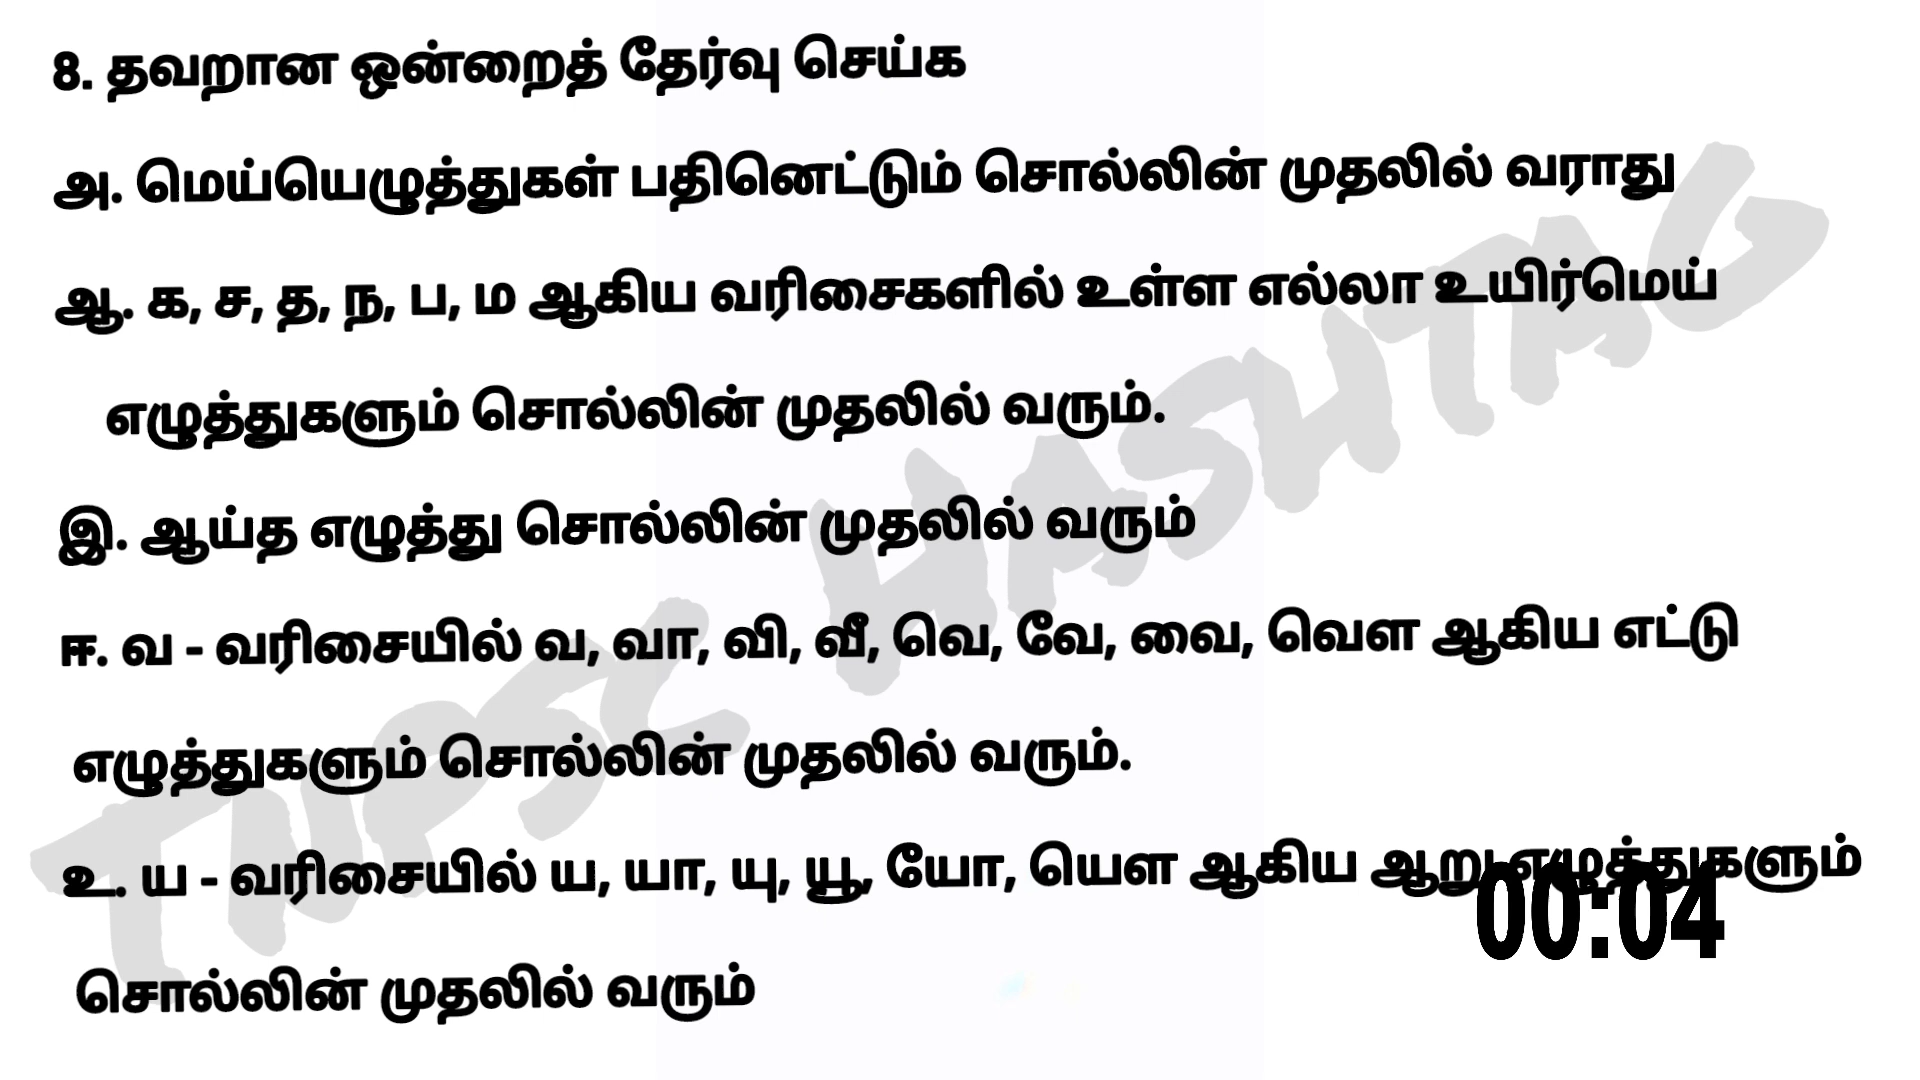 8. தவறான ஒன்றைத் தேர்வு செய்க
அ. மெய்யெழுத்துகள் பதினெட்டும் சொல்லின் முதலில் வராது
ஆ. க, ச, த, ந, ப, ம ஆகிய வரிசைகளில் உள்ள எல்லா உயிர்மெய்
எழுத்துகளும் சொல்லின் முதலில் வரும்.
இ. ஆய்த எழுத்து சொல்லின் முதலில் வரும்
ஈ. வ - வரிசையில் வ, வா, வி, வீ, வெ, வே, வை, வௌ ஆகிய எட்டு
எழுத்துகளும் சொல்லின் முதலில் வரும்.
உ. ய - வரிசையில் ய, யா, யு, யூ, யோ, யௌ ஆகிய ஆறு எழுத்துகளும்
00:04
சொல்லின் முதலில் வரும்
TNPSC HASHTAG